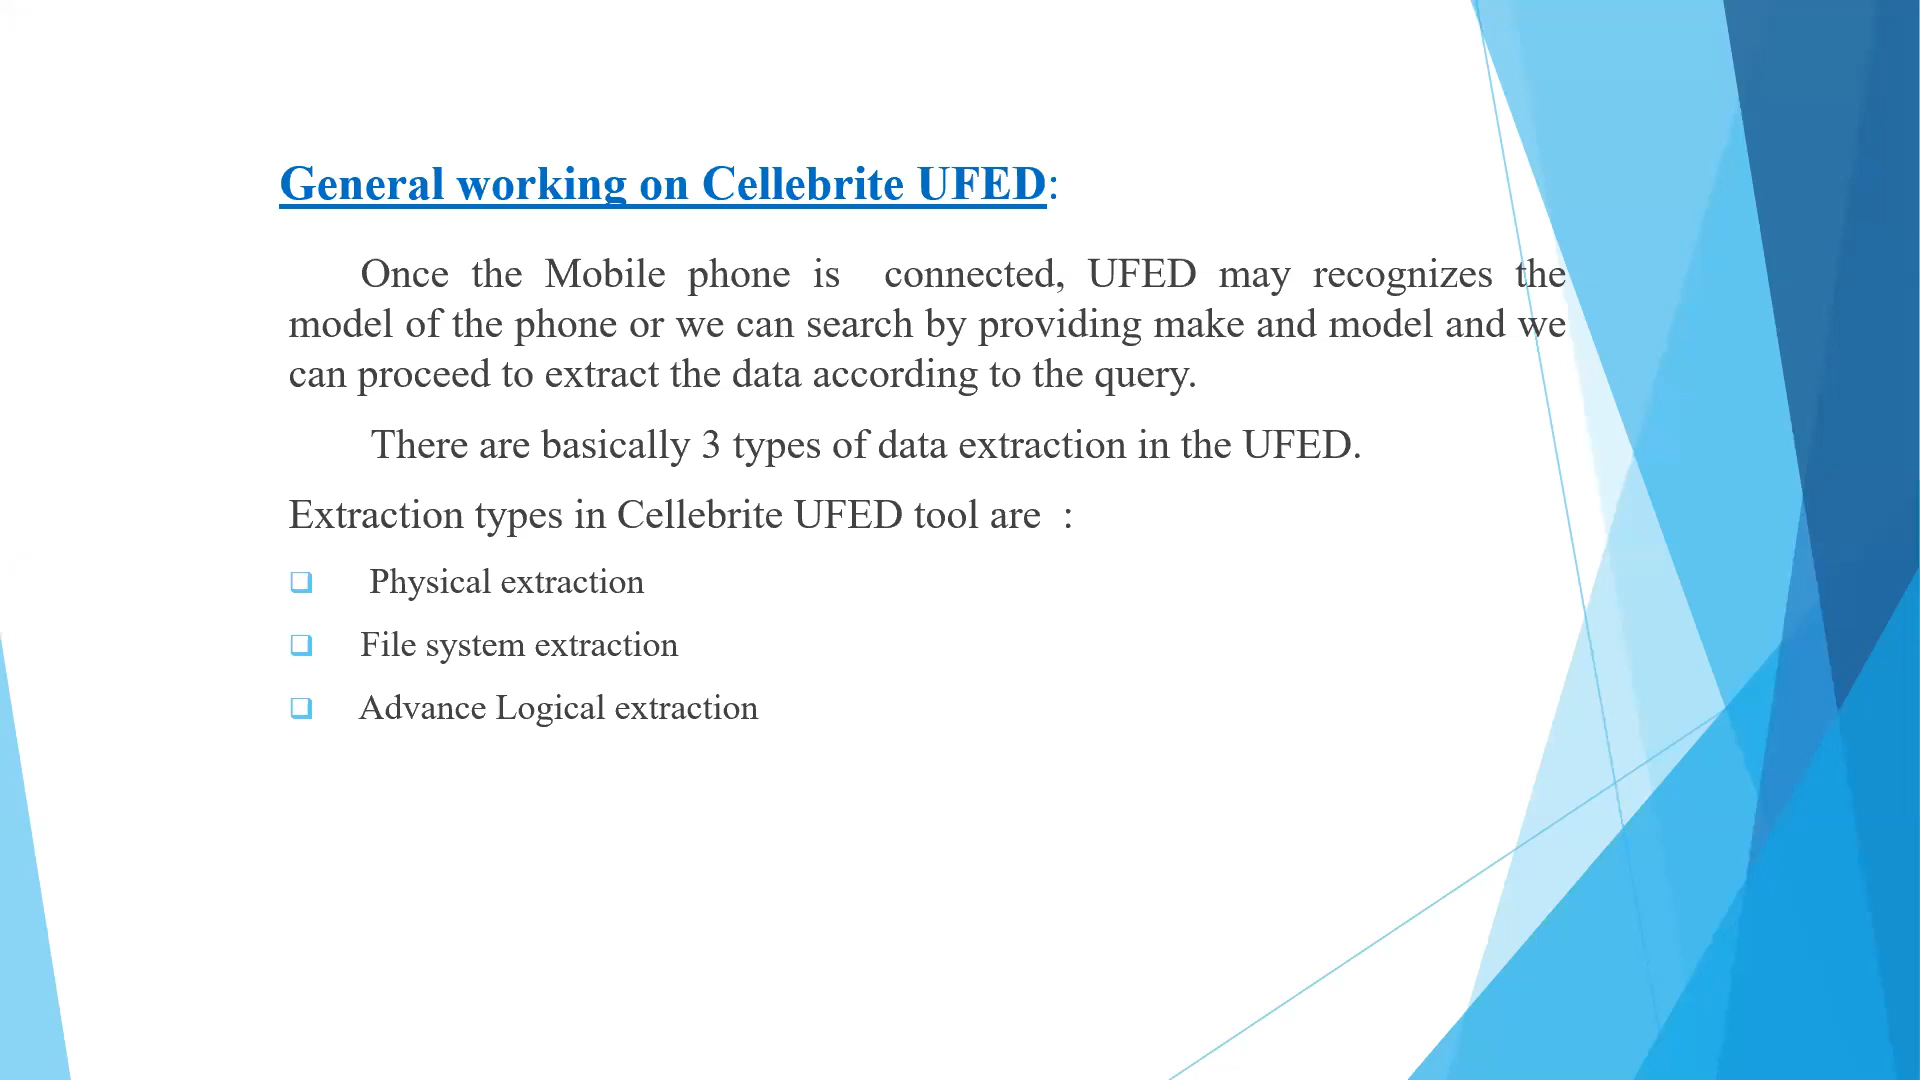 General working on Cellebrite UFED:
Once the Mobile phone is connected, UFED may recognizes the
model of the phone or we can search by providing make and model and we
can proceed to extract the data according to the query.
There are basically 3 types of data extraction in the UFED.
Extraction types in Cellebrite UFED tool are :
❑ Physical extraction
❑ File system extraction
❑ Advance Logical extraction